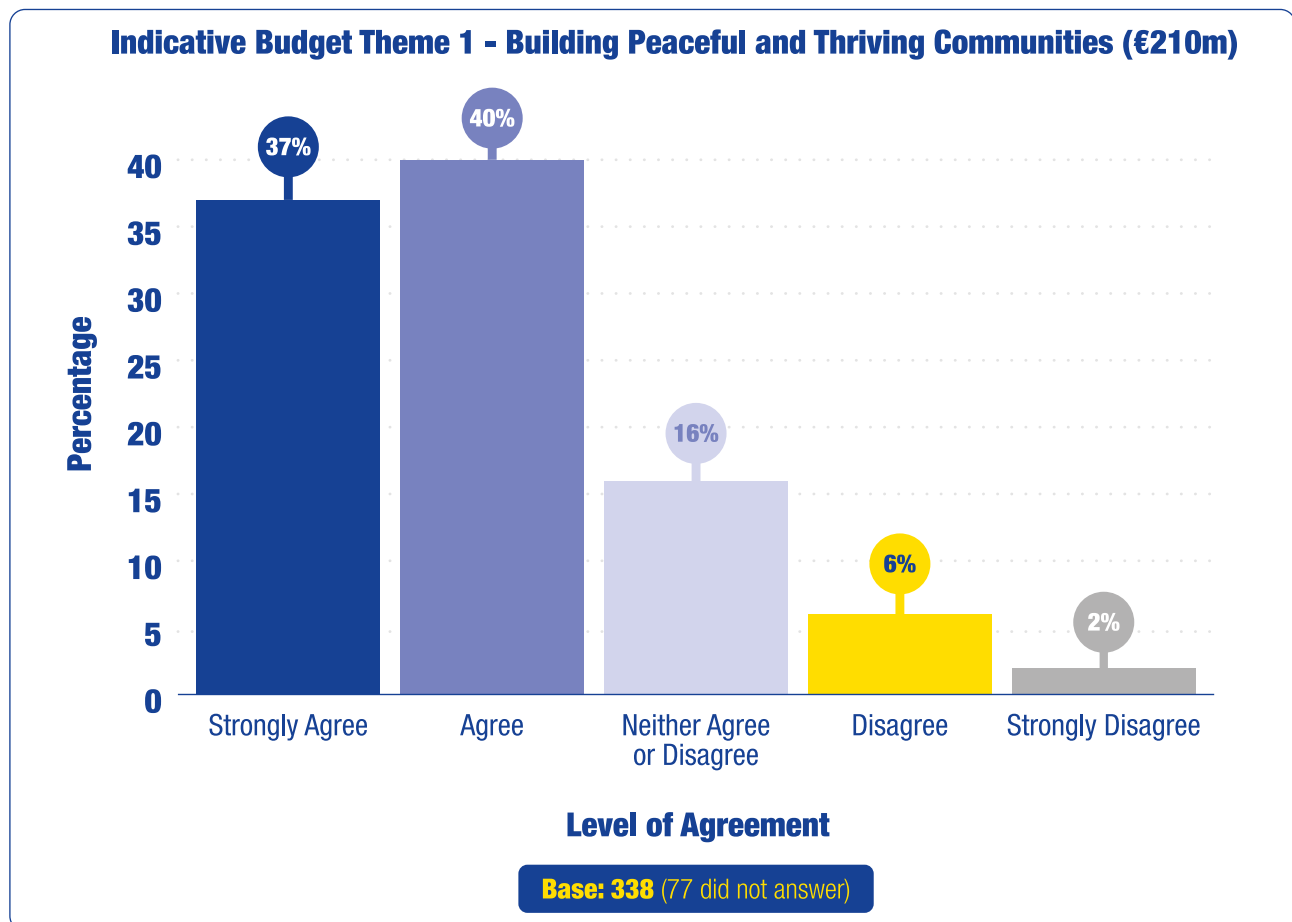 Indicative Budget Theme 1 - Building Peaceful and Thriving Communities (€210m)
37%
40%
16%
6%
2%
Percentage
40
35
30
25
20
15
10
5
0
Strongly Agree
Agree
Neither Agree
or Disagree
Disagree
Strongly Disagree
Level of Agreement
Base: 338 (77 did not answer)